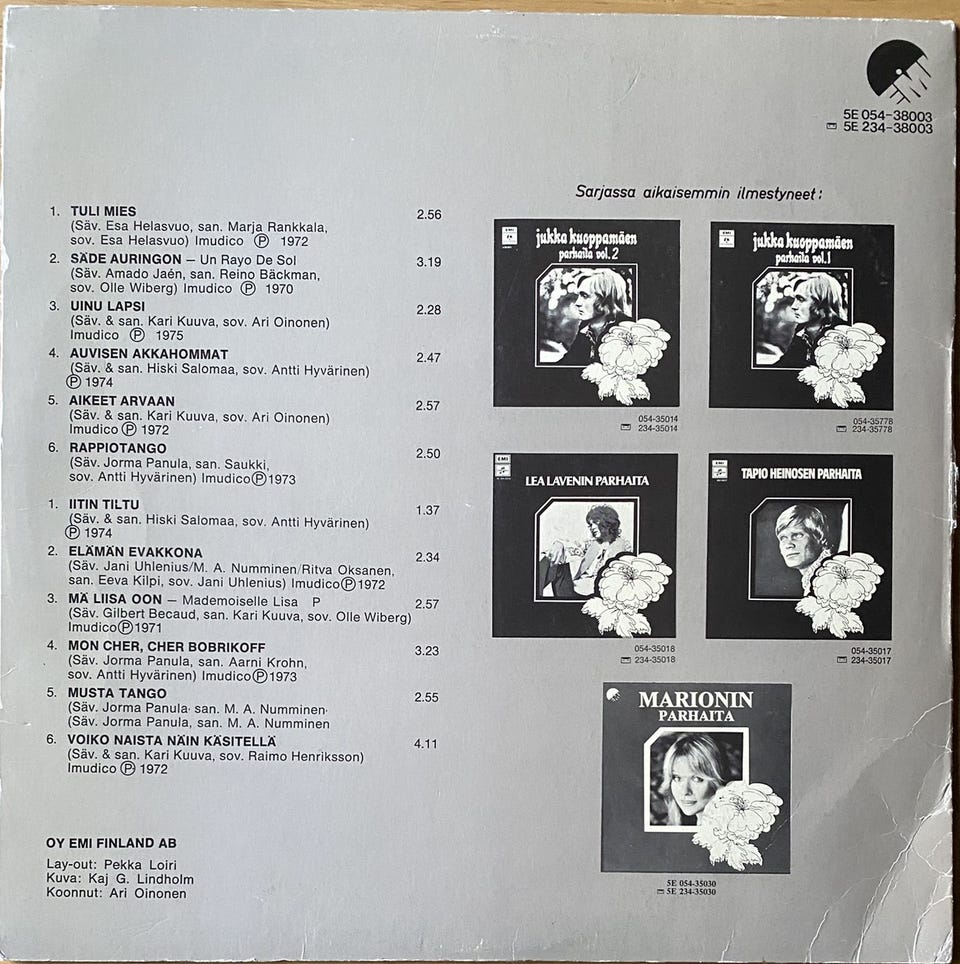 EMI
5E 054-38003
5E 234-38003
1. TULI MIES 2.56
(Säv. Esa Helasvuo, san. Marja Rankkala,
sov. Esa Helasvuo) Imudico Ⓟ 1972
2. SÄDE AURINGON — Un Rayo De Sol 3.19
(Säv. Amado Jaén, san. Reino Bäckman,
sov. Olle Wiberg) Imudico Ⓟ 1970
3. UINU LAPSI 2.28
(Säv. & san. Kari Kuuva, sov. Ari Oinonen)
Imudico Ⓟ 1975
4. AUVISEN AKKAHOMMAT 2.47
(Säv. & san. Hiski Salomaa, sov. Antti Hyvärinen)
Ⓟ 1974
5. AIKEET ARVAAN 2.57
(Säv. & san. Kari Kuuva, sov. Ari Oinonen)
Imudico Ⓟ 1972
6. RAPPIOTANGO 2.50
(Säv. Jorma Panula, san. Saukki,
sov. Antti Hyvärinen) Imudico Ⓟ 1973
1. IITIN TILTU 1.37
(Säv. & san. Hiski Salomaa, sov. Antti Hyvärinen)
Ⓟ 1974
2. ELÄMÄN EVAKKONA 2.34
(Säv. Jani Uhlenius/M. A. Numminen/Ritva Oksanen,
san. Eeva Kilpi, sov. Jani Uhlenius) Imudico Ⓟ 1972
3. MÄ LIISA OON — Mademoiselle Lisa P 2.57
(Säv. Gilbert Becaud, san. Kari Kuuva, sov. Olle Wiberg)
Imudico Ⓟ 1971
4. MON CHER, CHER BOBRIKOFF 3.23
(Säv. Jorma Panula, san. Aarni Krohn,
sov. Antti Hyvärinen) Imudico Ⓟ 1973
5. MUSTA TANGO 2.55
(Säv. Jorma Panula, san. M. A. Numminen
(Säv. Jorma Panula, san. M. A. Numminen
6. VOIKO NAISTA NÄIN KÄSITELLÄ 4.11
(Säv. & san. Kari Kuuva, sov. Raimo Henriksson)
Imudico Ⓟ 1972
OY EMI FINLAND AB
Lay-out: Pekka Loiri
Kuva: Kaj G. Lindholm
Koonnut: Ari Oinonen
Sarjassa aikaisemmin ilmestyneet:
EMI
jukka kuoppamäen
parhaita vol.2
054-35014
234-35014
EMI
jukka kuoppamäen
parhaita vol.1
054-35778
234-35778
EMI
LEA LAVENIN PARHAITA
054-35018
234-35018
EMI
TAPIO HEINOSEN PARHAITA
054-35017
234-35017
MARIONIN
PARHAITA
5E 054-35030
5E 234-35030